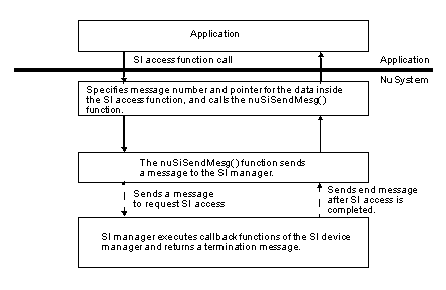 Application
SI access function call
Application
NuSystem
Specifies message number and pointer for the data inside
the SI access function, and calls the nuSiSendMesg()
function.
The nuSiSendMesg() function sends
a message to the SI manager.
Sends a message
to request SI access
Sends end message
after SI access is
completed.
SI manager executes callback functions of the SI device
manager and returns a termination message.